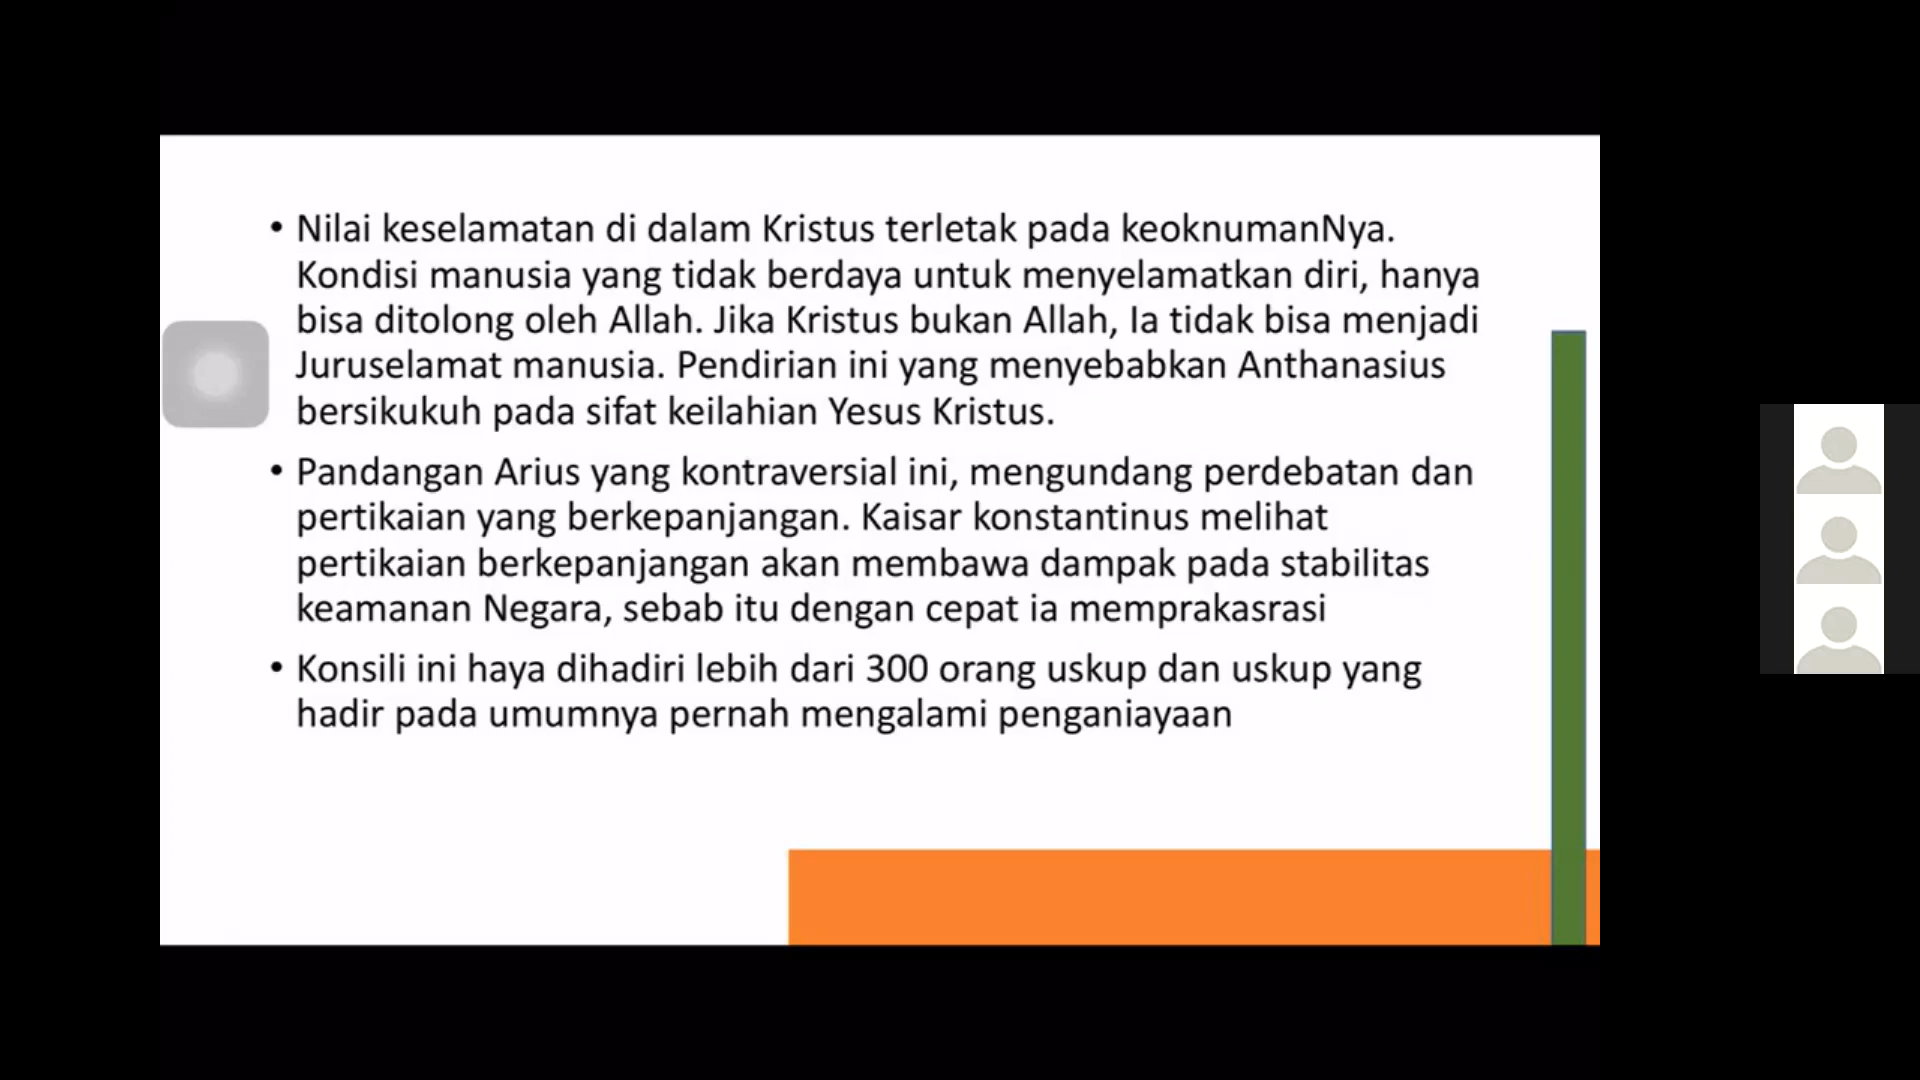 • Nilai keselamatan di dalam Kristus terletak pada keoknumanNya.
Kondisi manusia yang tidak berdaya untuk menyelamatkan diri, hanya
bisa ditolong oleh Allah. Jika Kristus bukan Allah, Ia tidak bisa menjadi
Juruselamat manusia. Pendirian ini yang menyebabkan Anthanasius
bersikukuh pada sifat keilahian Yesus Kristus.
• Pandangan Arius yang kontraversial ini, mengundang perdebatan dan
pertikaian yang berkepanjangan. Kaisar konstantinus melihat
pertikaian berkepanjangan akan membawa dampak pada stabilitas
keamanan Negara, sebab itu dengan cepat ia memprakasrasi
• Konsili ini haya dihadiri lebih dari 300 orang uskup dan uskup yang
hadir pada umumnya pernah mengalami penganiayaan